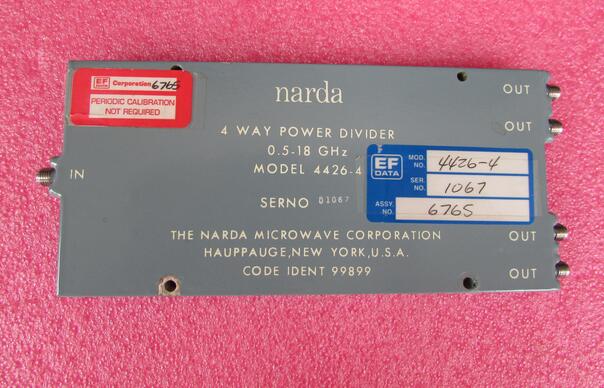 narda
EF Corporation 6765
PERIODIC CALIBRATION
NOT REQUIRED
4 WAY POWER DIVIDER
0.5-18 GHz
MODEL 4426-4
SERNO 01067
EF DATA
MOD. NO. 4426-4
SER. NO. 1067
ASSY. NO. 6765
IN
OUT
OUT
OUT
OUT
THE NARDA MICROWAVE CORPORATION
HAUPPAUGE,NEW YORK,U.S.A.
CODE IDENT 99899